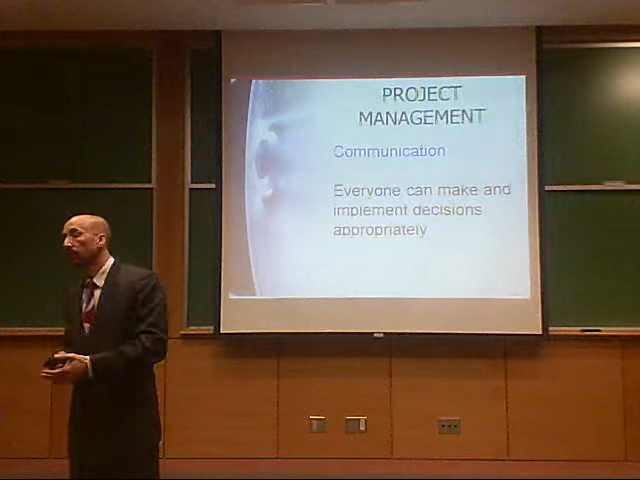 PROJECT
MANAGEMENT
Communication
Everyone can make and
implement decisions
appropriately